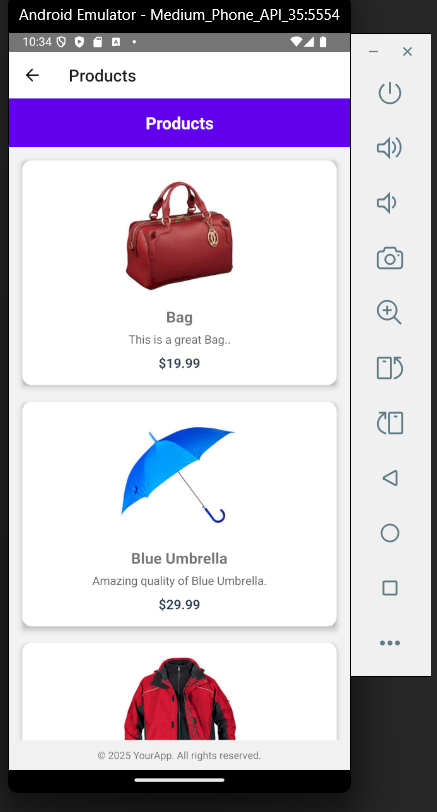 Android Emulator - Medium_Phone_API_35:5554
10:34
Products
Products
Bag
This is a great Bag..
$19.99
Blue Umbrella
Amazing quality of Blue Umbrella.
$29.99
© 2025 YourApp. All rights reserved.